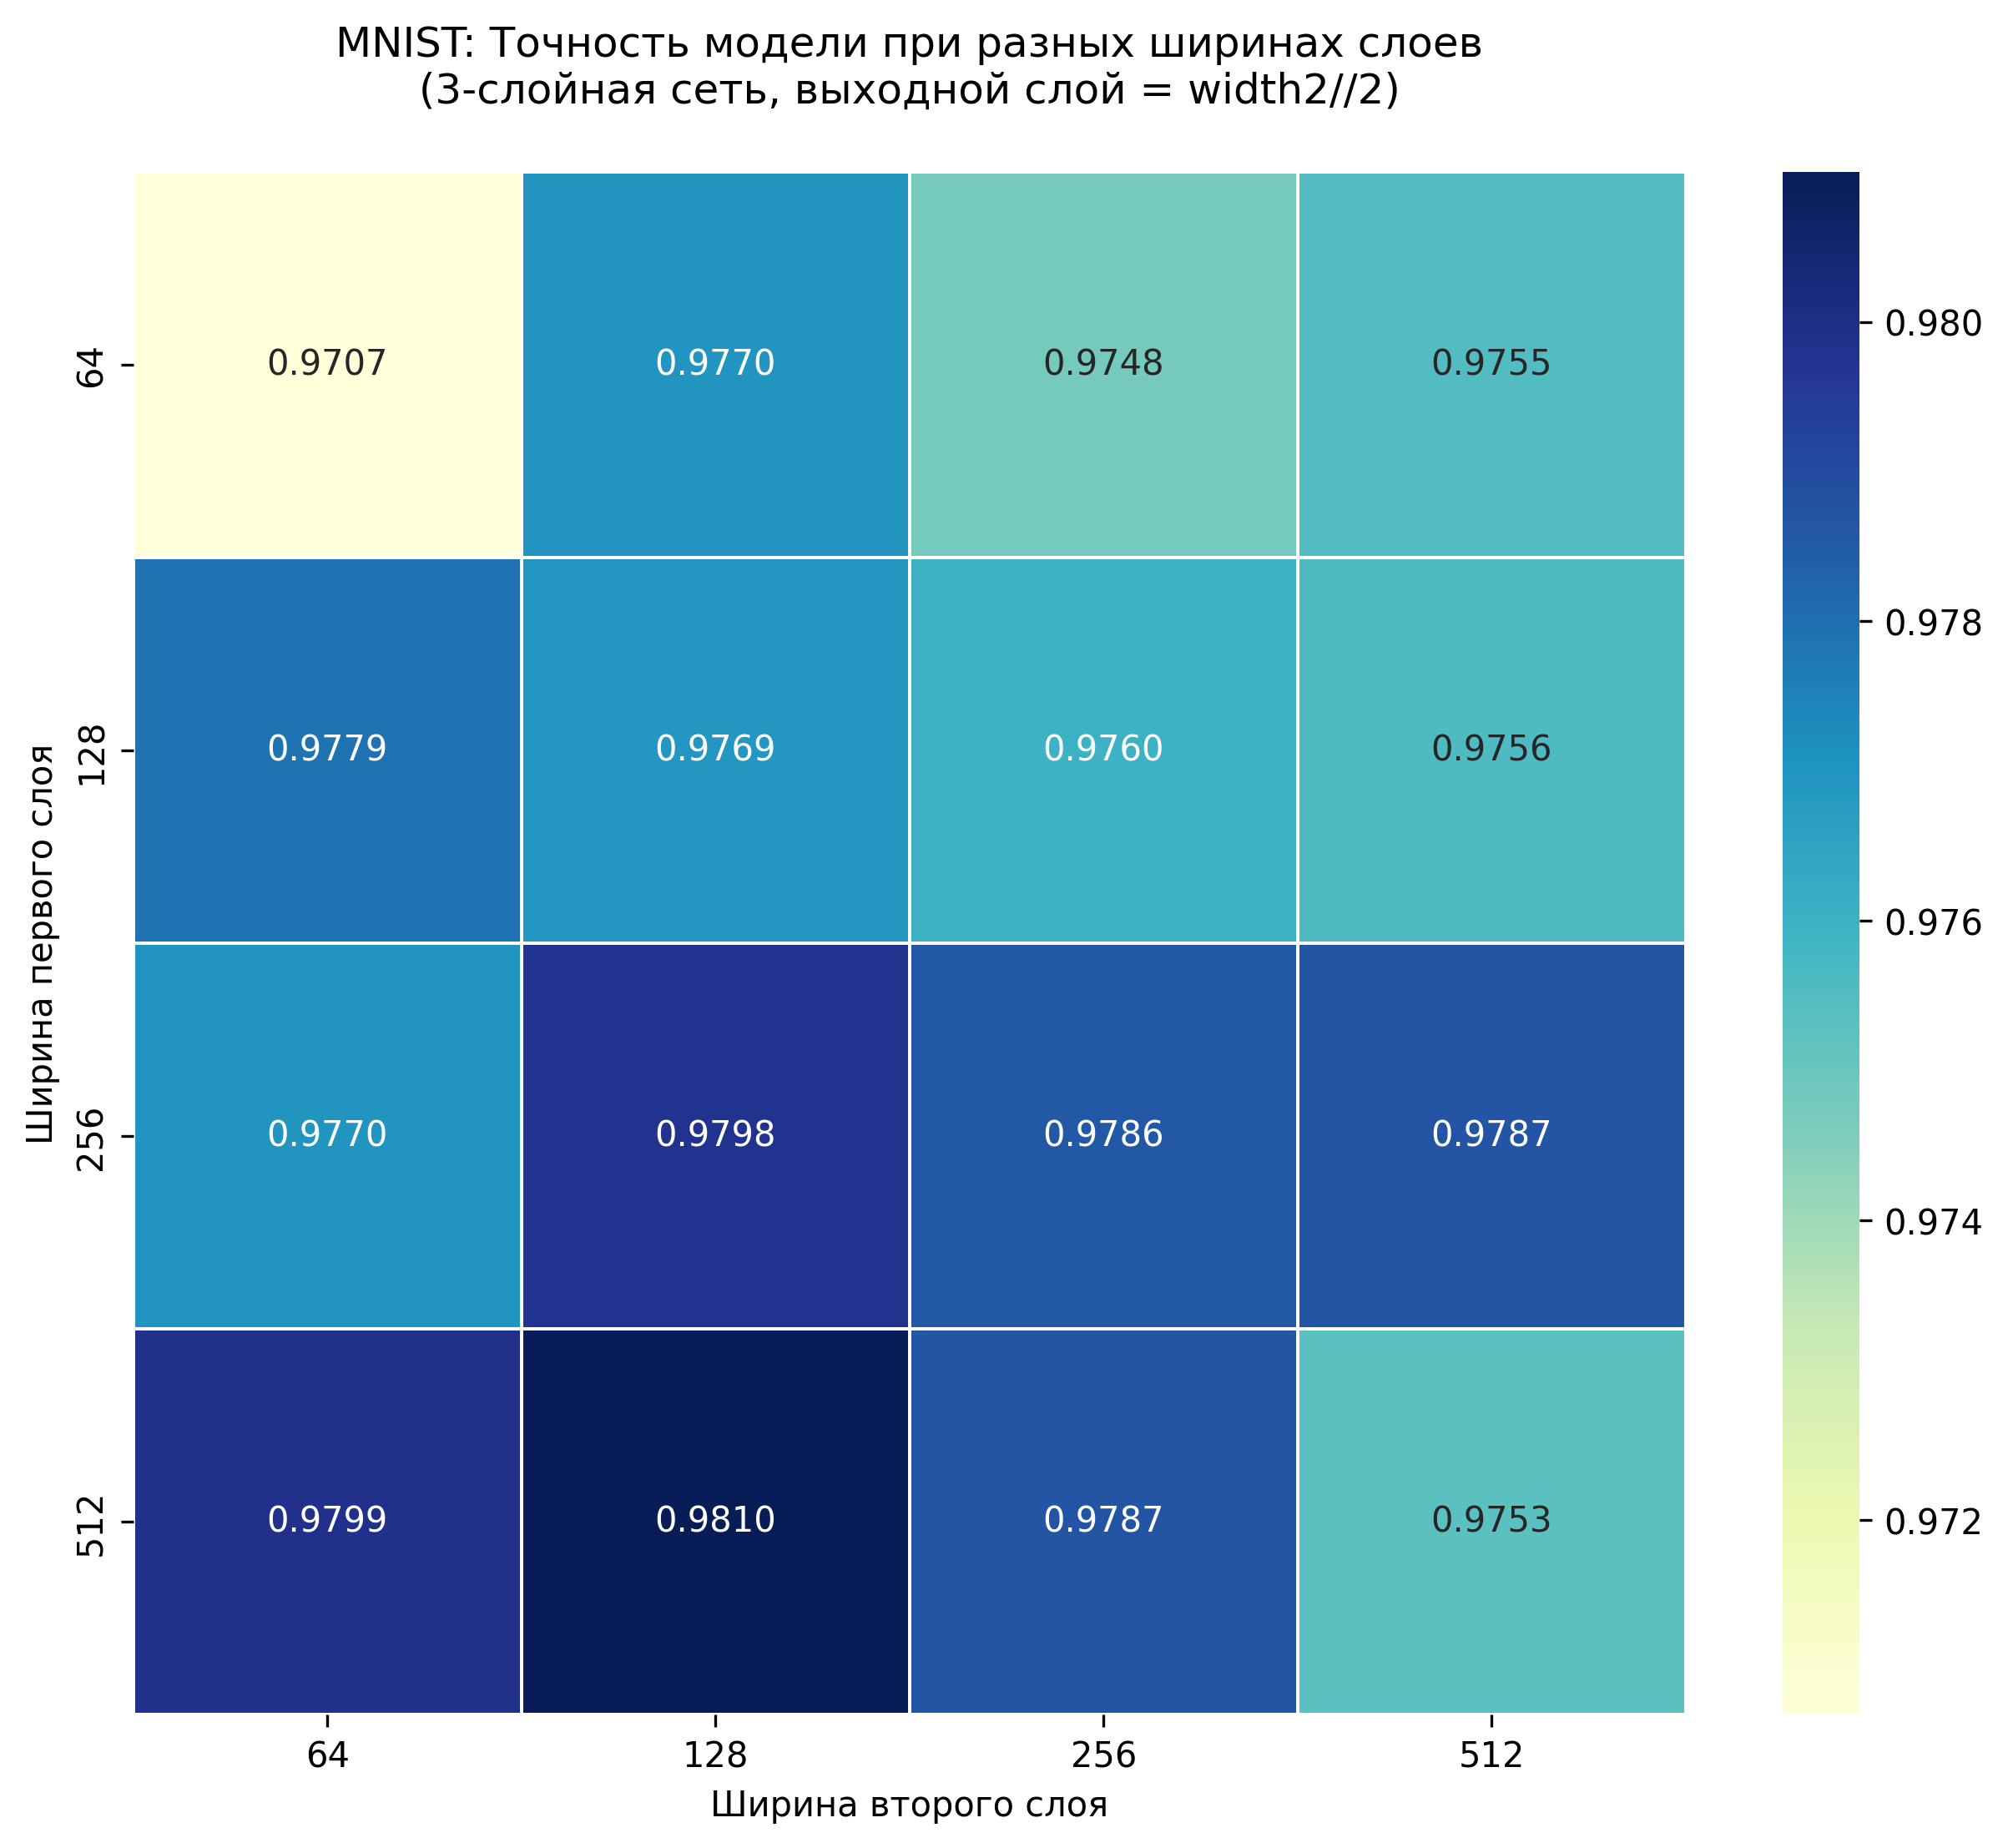 MNIST: Точность модели при разных ширинах слоев
(3-слойная сеть, выходной слой = width2//2)
Ширина первого слоя
64
0.9707 0.9770 0.9748 0.9755
128
0.9779 0.9769 0.9760 0.9756
256
0.9770 0.9798 0.9786 0.9787
512
0.9799 0.9810 0.9787 0.9753
64 128 256 512
Ширина второго слоя
0.980
0.978
0.976
0.974
0.972